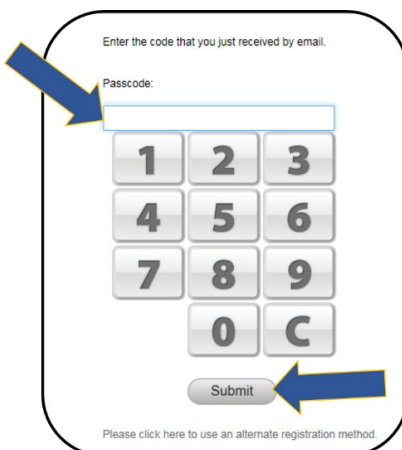 Enter the code that you just received by email.
Passcode:
1 2 3
4 5 6
7 8 9
0 C
Submit
Please click here to use an alternate registration method.